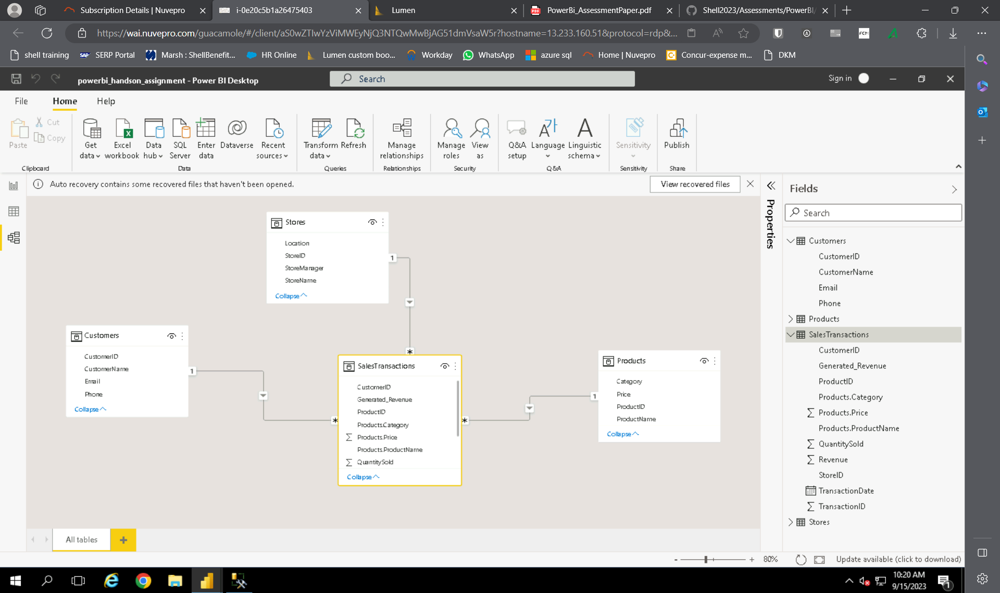 Subscription Details | Nuvepro
i-0e20c5b1a26475403
Lumen
PowerBi_AssessmentPaper.pdf
Shell2023/Assessments/PowerBI/
https://wai.nuvepro.com/guacamole/#/client/aS0wZTIwYzViMWEyNjQ3NTQwMwBjAG51dmVsaW5r?hostname=13.233.160.51&protocol=rdp&...
shell training
SERP Portal
Marsh : ShellBenefit...
HR Online
Lumen custom boo...
Workday
WhatsApp
azure sql
Home | Nuvepro
Concur-expense m...
DKM
powerbi_handson_assignment - Power BI Desktop
Search
Sign in
File
Home
Help
Paste
Cut
Copy
Clipboard
Get data
Excel workbook
Data hub
SQL Server
Enter data
Dataverse
Recent sources
Data
Transform data
Refresh
Queries
Manage relationships
Relationships
Manage roles
View as
Security
Q&A setup
Language
Linguistic schema
Q&A
Sensitivity
Sensitivity
Publish
Share
Auto recovery contains some recovered files that haven't been opened.
View recovered files
Stores
Location
StoreID
StoreManager
StoreName
Collapse
1
*
Customers
CustomerID
CustomerName
Email
Phone
Collapse
1
*
SalesTransactions
CustomerID
Generated_Revenue
ProductID
Products.Category
Products.Price
Products.ProductName
QuantitySold
Collapse
*
1
Products
Category
Price
ProductID
ProductName
Collapse
Properties
Fields
Search
Customers
CustomerID
CustomerName
Email
Phone
Products
SalesTransactions
CustomerID
Generated_Revenue
ProductID
Products.Category
Products.Price
Products.ProductName
QuantitySold
Revenue
StoreID
TransactionDate
TransactionID
Stores
All tables
80%
Update available (click to download)
10:20 AM
9/15/2023
1